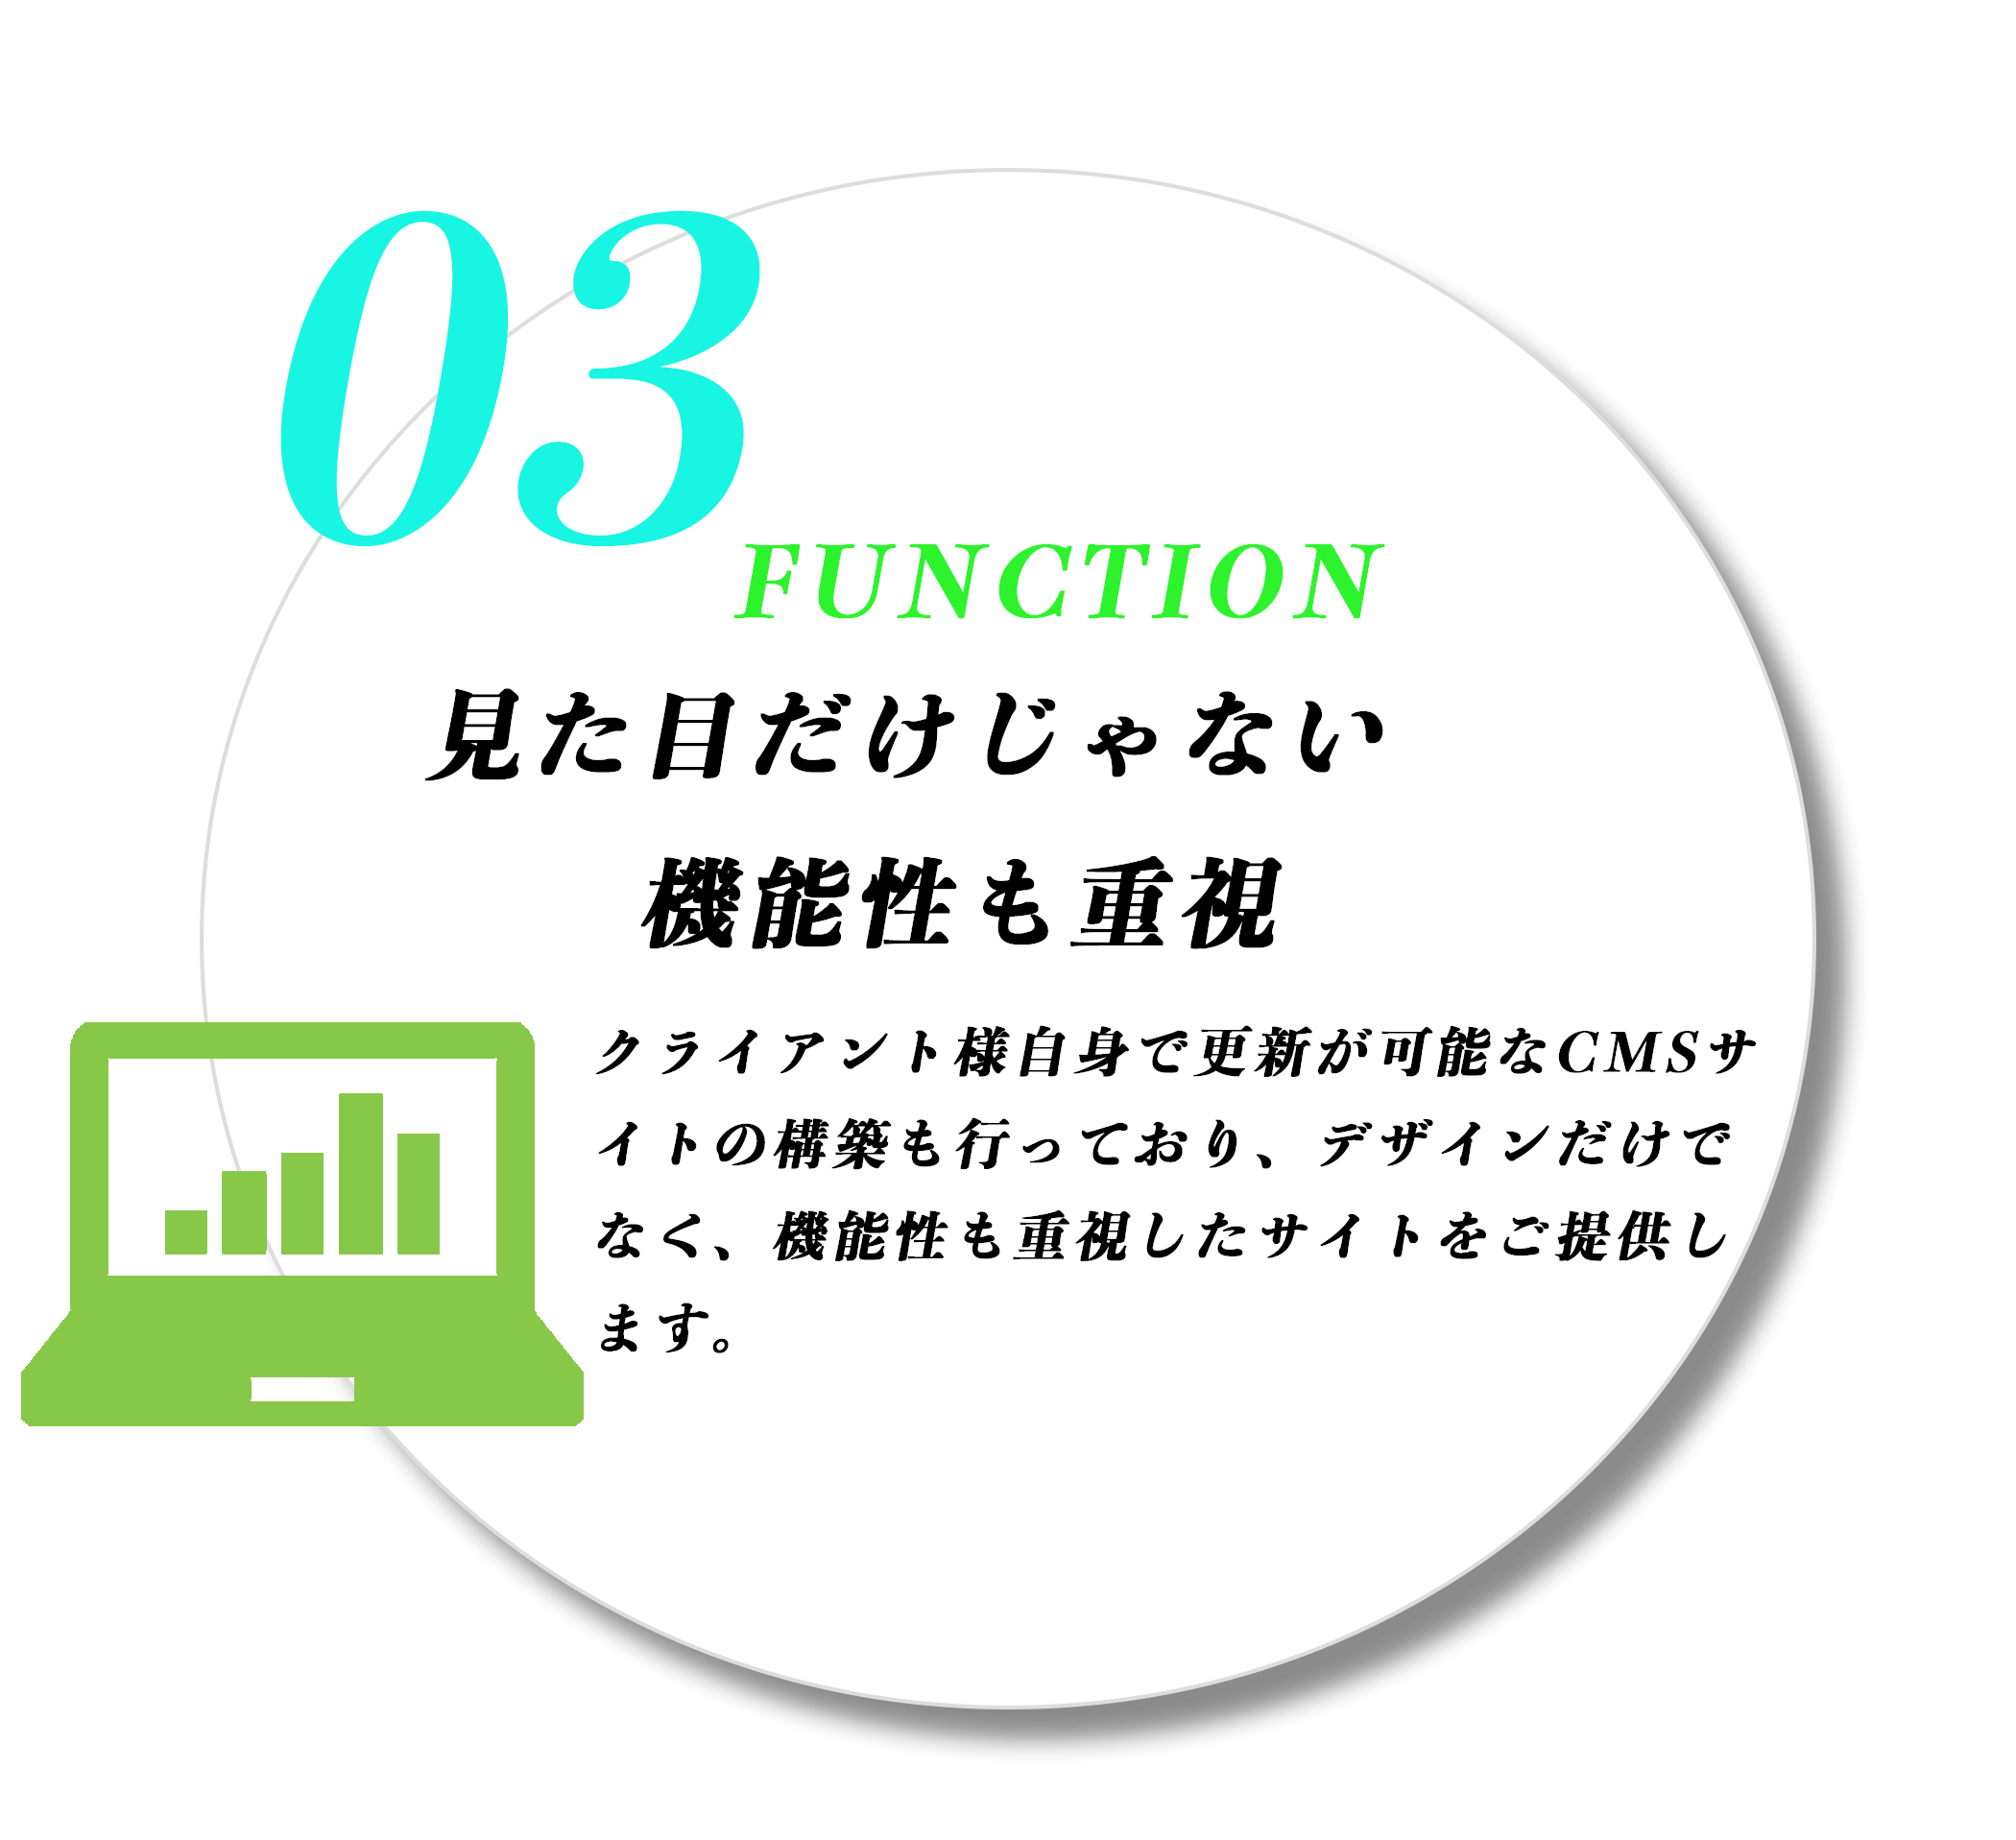 03
FUNCTION
見た目だけじゃない
機能性も重視
クライアント様自身で更新が可能なCMSサ
イトの構築も行っており、デザインだけで
なく、機能性も重視したサイトをご提供し
ます。